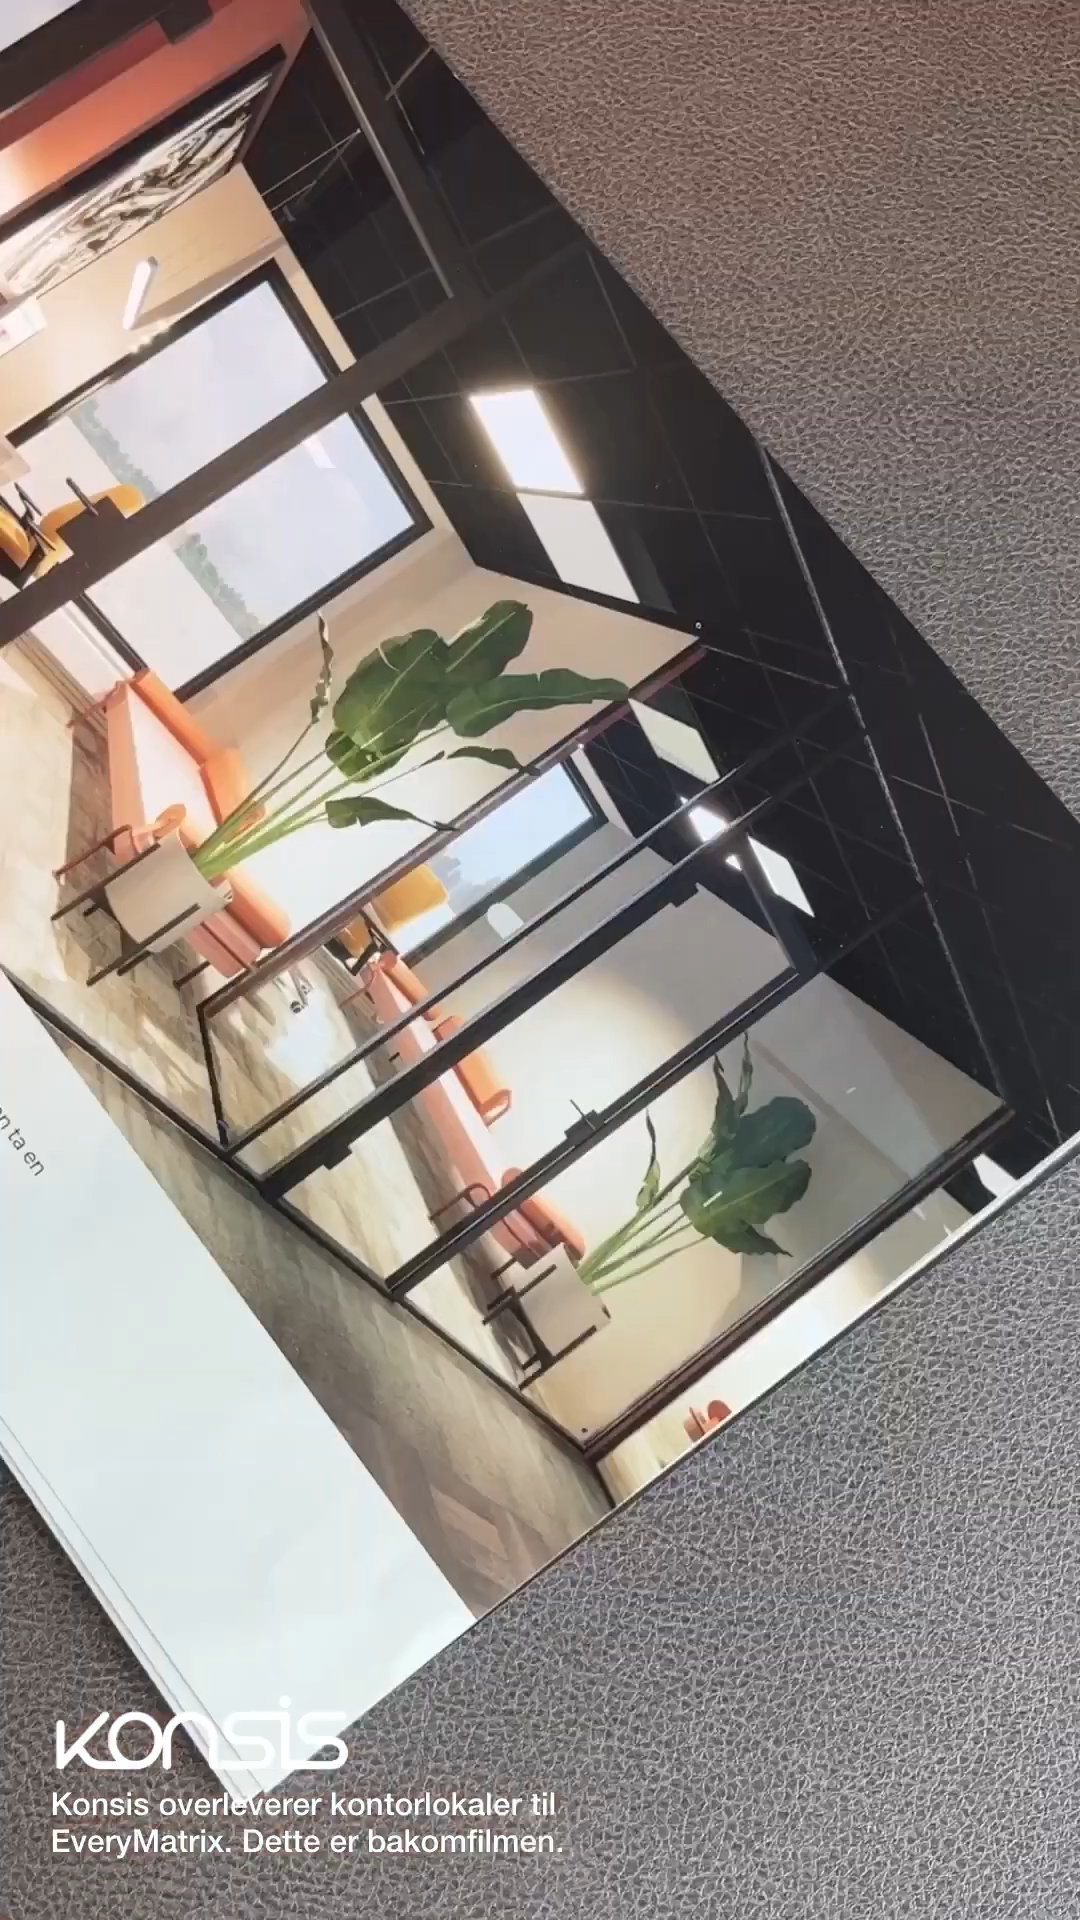 n ta en
konsis
Konsis overleverer kontorlokaler til
EveryMatrix. Dette er bakomfilmen.